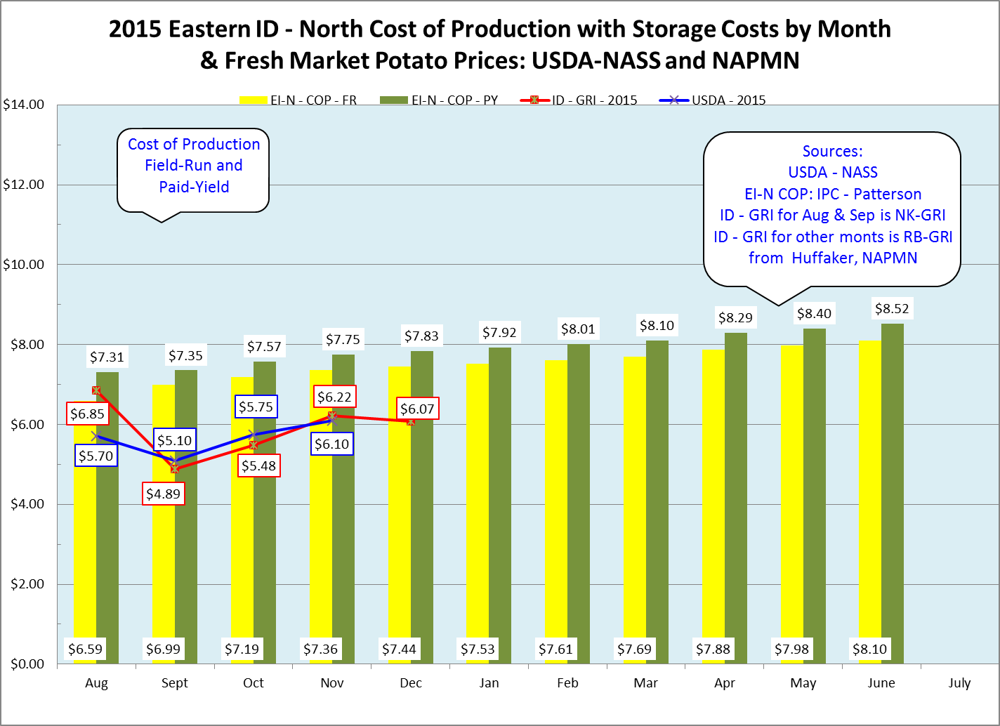 2015 Eastern ID - North Cost of Production with Storage Costs by Month
& Fresh Market Potato Prices: USDA-NASS and NAPMN
EI-N - COP - FR EI-N - COP - PY ID - GRI - 2015 USDA - 2015
$14.00
Cost of Production
Field-Run and
Paid-Yield
Sources:
USDA - NASS
EI-N COP: IPC - Patterson
ID - GRI for Aug & Sep is NK-GRI
ID - GRI for other monts is RB-GRI
from Huffaker, NAPMN
$12.00
$10.00
$8.00
$6.00
$4.00
$2.00
$0.00
$7.31 $7.35 $7.57 $7.75 $7.83 $7.92 $8.01 $8.10 $8.29 $8.40 $8.52
$6.85 $4.89 $5.48 $6.22 $6.07
$5.70 $5.10 $5.75 $6.10
$6.59 $6.99 $7.19 $7.36 $7.44 $7.53 $7.61 $7.69 $7.88 $7.98 $8.10
Aug Sept Oct Nov Dec Jan Feb Mar Apr May June July